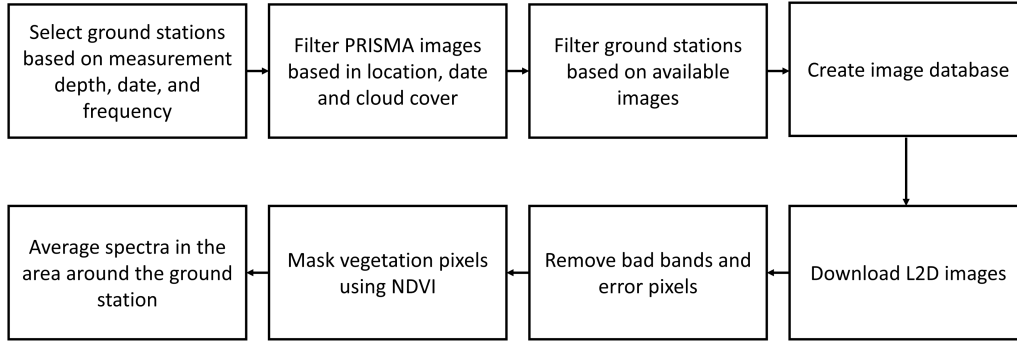 Select ground stations
based on measurement
depth, date, and
frequency
Filter PRISMA images
based in location, date
and cloud cover
Filter ground stations
based on available
images
Create image database
Download L2D images
Remove bad bands and
error pixels
Mask vegetation pixels
using NDVI
Average spectra in the
area around the ground
station